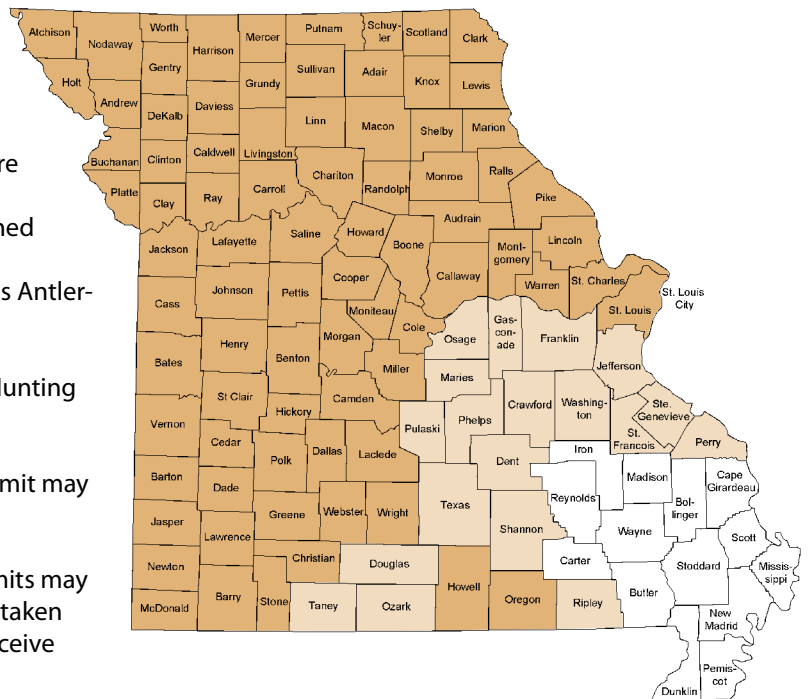 re
ned
s Antler-
Hunting
mit may
nits may
taken
ceive
Atchison
Nodaway
Worth
Harrison
Mercer
Putnam
Schuy-
ler
Scotland
Clark
Holt
Gentry
Andrew
DeKalb
Daviess
Grundy
Sullivan
Adair
Knox
Lewis
Linn
Macon
Shelby
Marion
Buchanan
Clinton
Caldwell
Livingston
Chariton
Randolph
Monroe
Ralls
Pike
Platte
Clay
Ray
Carroll
Audrain
Jackson
Lafayette
Saline
Howard
Boone
Callaway
Mont-
gomery
Lincoln
Warren
St. Charles
St. Louis
St. Louis
City
Cass
Johnson
Pettis
Cooper
Moniteau
Cole
Osage
Gas-
con-
ade
Franklin
Jefferson
Bates
Henry
Benton
Morgan
Miller
Maries
Vernon
St Clair
Hickory
Camden
Pulaski
Phelps
Crawford
Washing-
ton
St.
Francois
Ste.
Genevieve
Perry
Cedar
Polk
Dallas
Laclede
Dent
Iron
Madison
Cape
Girardeau
Barton
Dade
Greene
Webster
Wright
Texas
Shannon
Reynolds
Bol-
linger
Wayne
Scott
Jasper
Lawrence
Christian
Douglas
Carter
Stoddard
Missis-
sippi
Newton
Barry
Stone
Taney
Ozark
Howell
Oregon
Ripley
Butler
New
Madrid
McDonald
Pemis-
cot
Dunklin